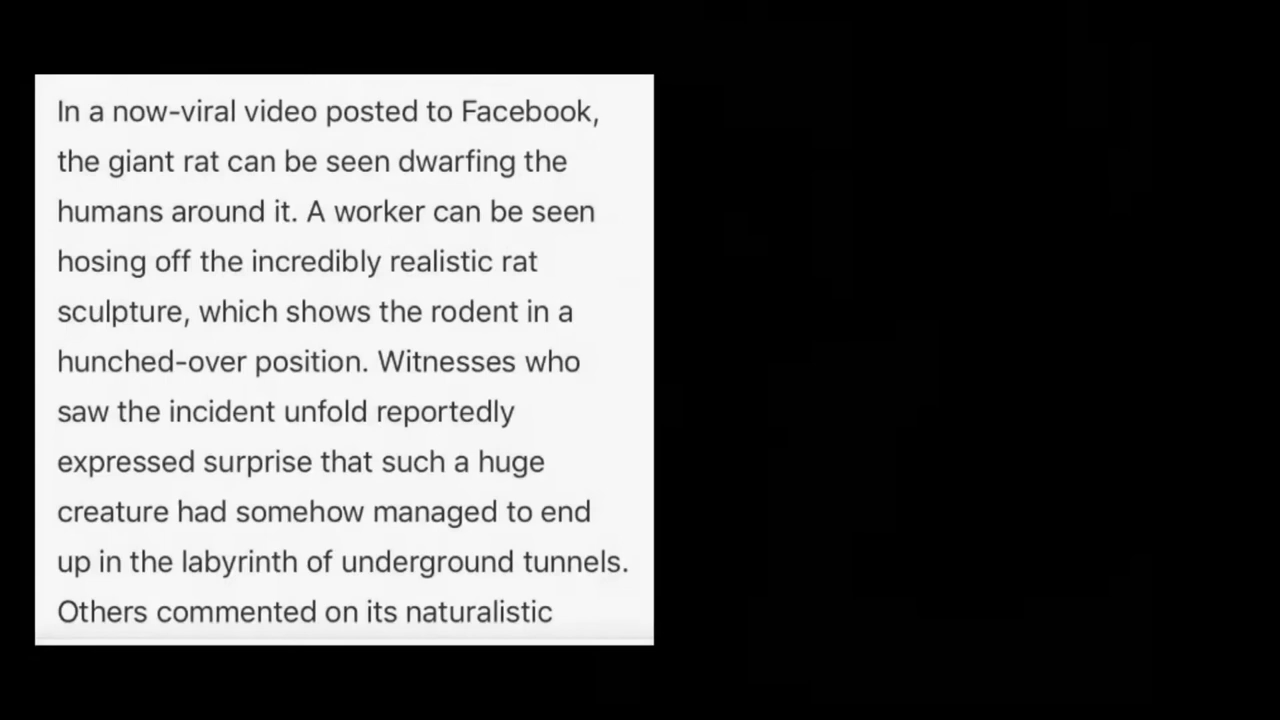 In a now-viral video posted to Facebook,
the giant rat can be seen dwarfing the
humans around it. A worker can be seen
hosing off the incredibly realistic rat
sculpture, which shows the rodent in a
hunched-over position. Witnesses who
saw the incident unfold reportedly
expressed surprise that such a huge
creature had somehow managed to end
up in the labyrinth of underground tunnels.
Others commented on its naturalistic